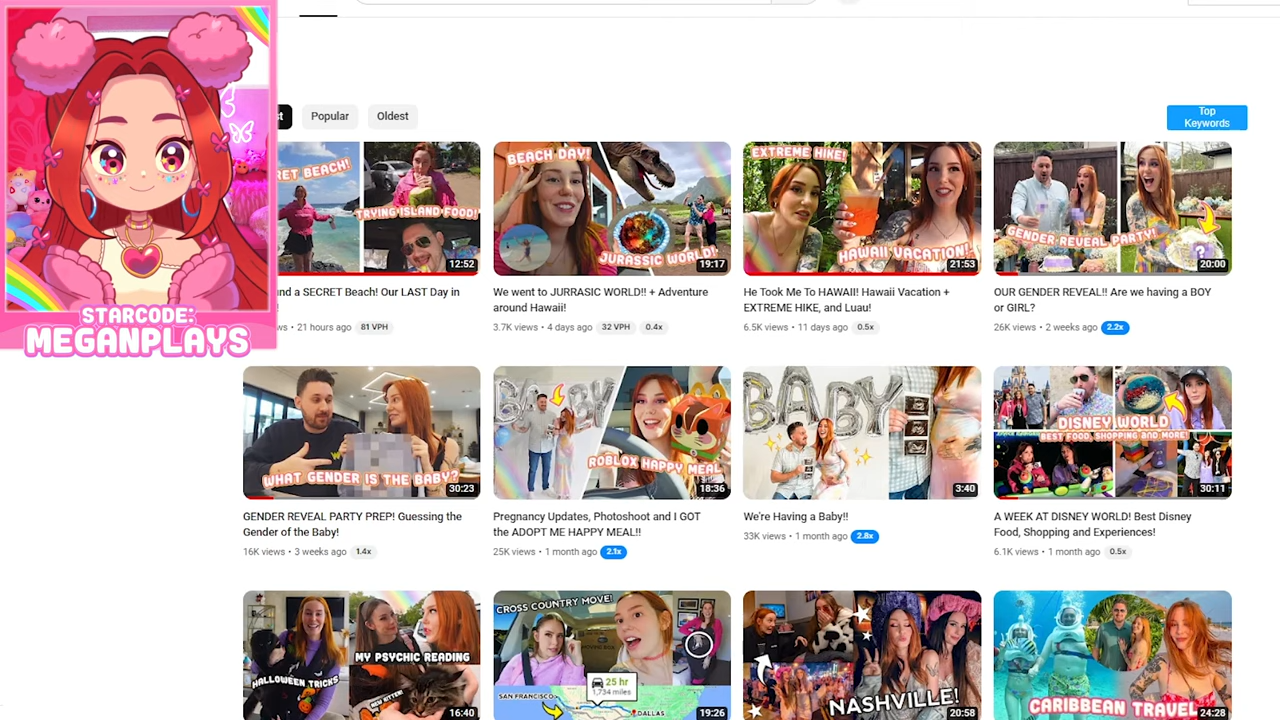 STARCODE:
MEGANPLAYS
Popular
Oldest
Top
Keywords
RET BEACH!
TRYING ISLAND FOOD!
12:52
BEACH DAY!
JURASSIC WORLD!
19:17
EXTREME HIKE!
HAWAII VACATION!
21:53
GENDER REVEAL PARTY!
?
20:00
nd a SECRET Beach! Our LAST Day in
21 hours ago
81 VPH
We went to JURRASIC WORLD!! + Adventure
around Hawaii!
3.7K views • 4 days ago
32 VPH
0.4x
He Took Me To HAWAII! Hawaii Vacation +
EXTREME HIKE, and Luau!
6.5K views • 11 days ago
0.5x
OUR GENDER REVEAL!! Are we having a BOY
or GIRL?
26K views • 2 weeks ago
2.2x
WHAT GENDER IS THE BABY?
30:23
BABY
ROBLOX HAPPY MEAL
18:36
BABY
3:40
DISNEY WORLD
BEST FOOD, SHOPPING AND MORE!
30:11
GENDER REVEAL PARTY PREP! Guessing the
Gender of the Baby!
16K views • 3 weeks ago
1.4x
Pregnancy Updates, Photoshoot and I GOT
the ADOPT ME HAPPY MEAL!!
25K views • 1 month ago
2.1x
We're Having a Baby!!
33K views • 1 month ago
2.8x
A WEEK AT DISNEY WORLD! Best Disney
Food, Shopping and Experiences!
6.1K views • 1 month ago
0.5x
HALLOWEEN TRICKS
MY PSYCHIC READING
NEW KITTEN!
16:40
CROSS COUNTRY MOVE!
25 hr
1,734 miles
SAN FRANCISCO
DALLAS
19:26
NASHVILLE!
20:58
CARIBBEAN TRAVEL
24:28